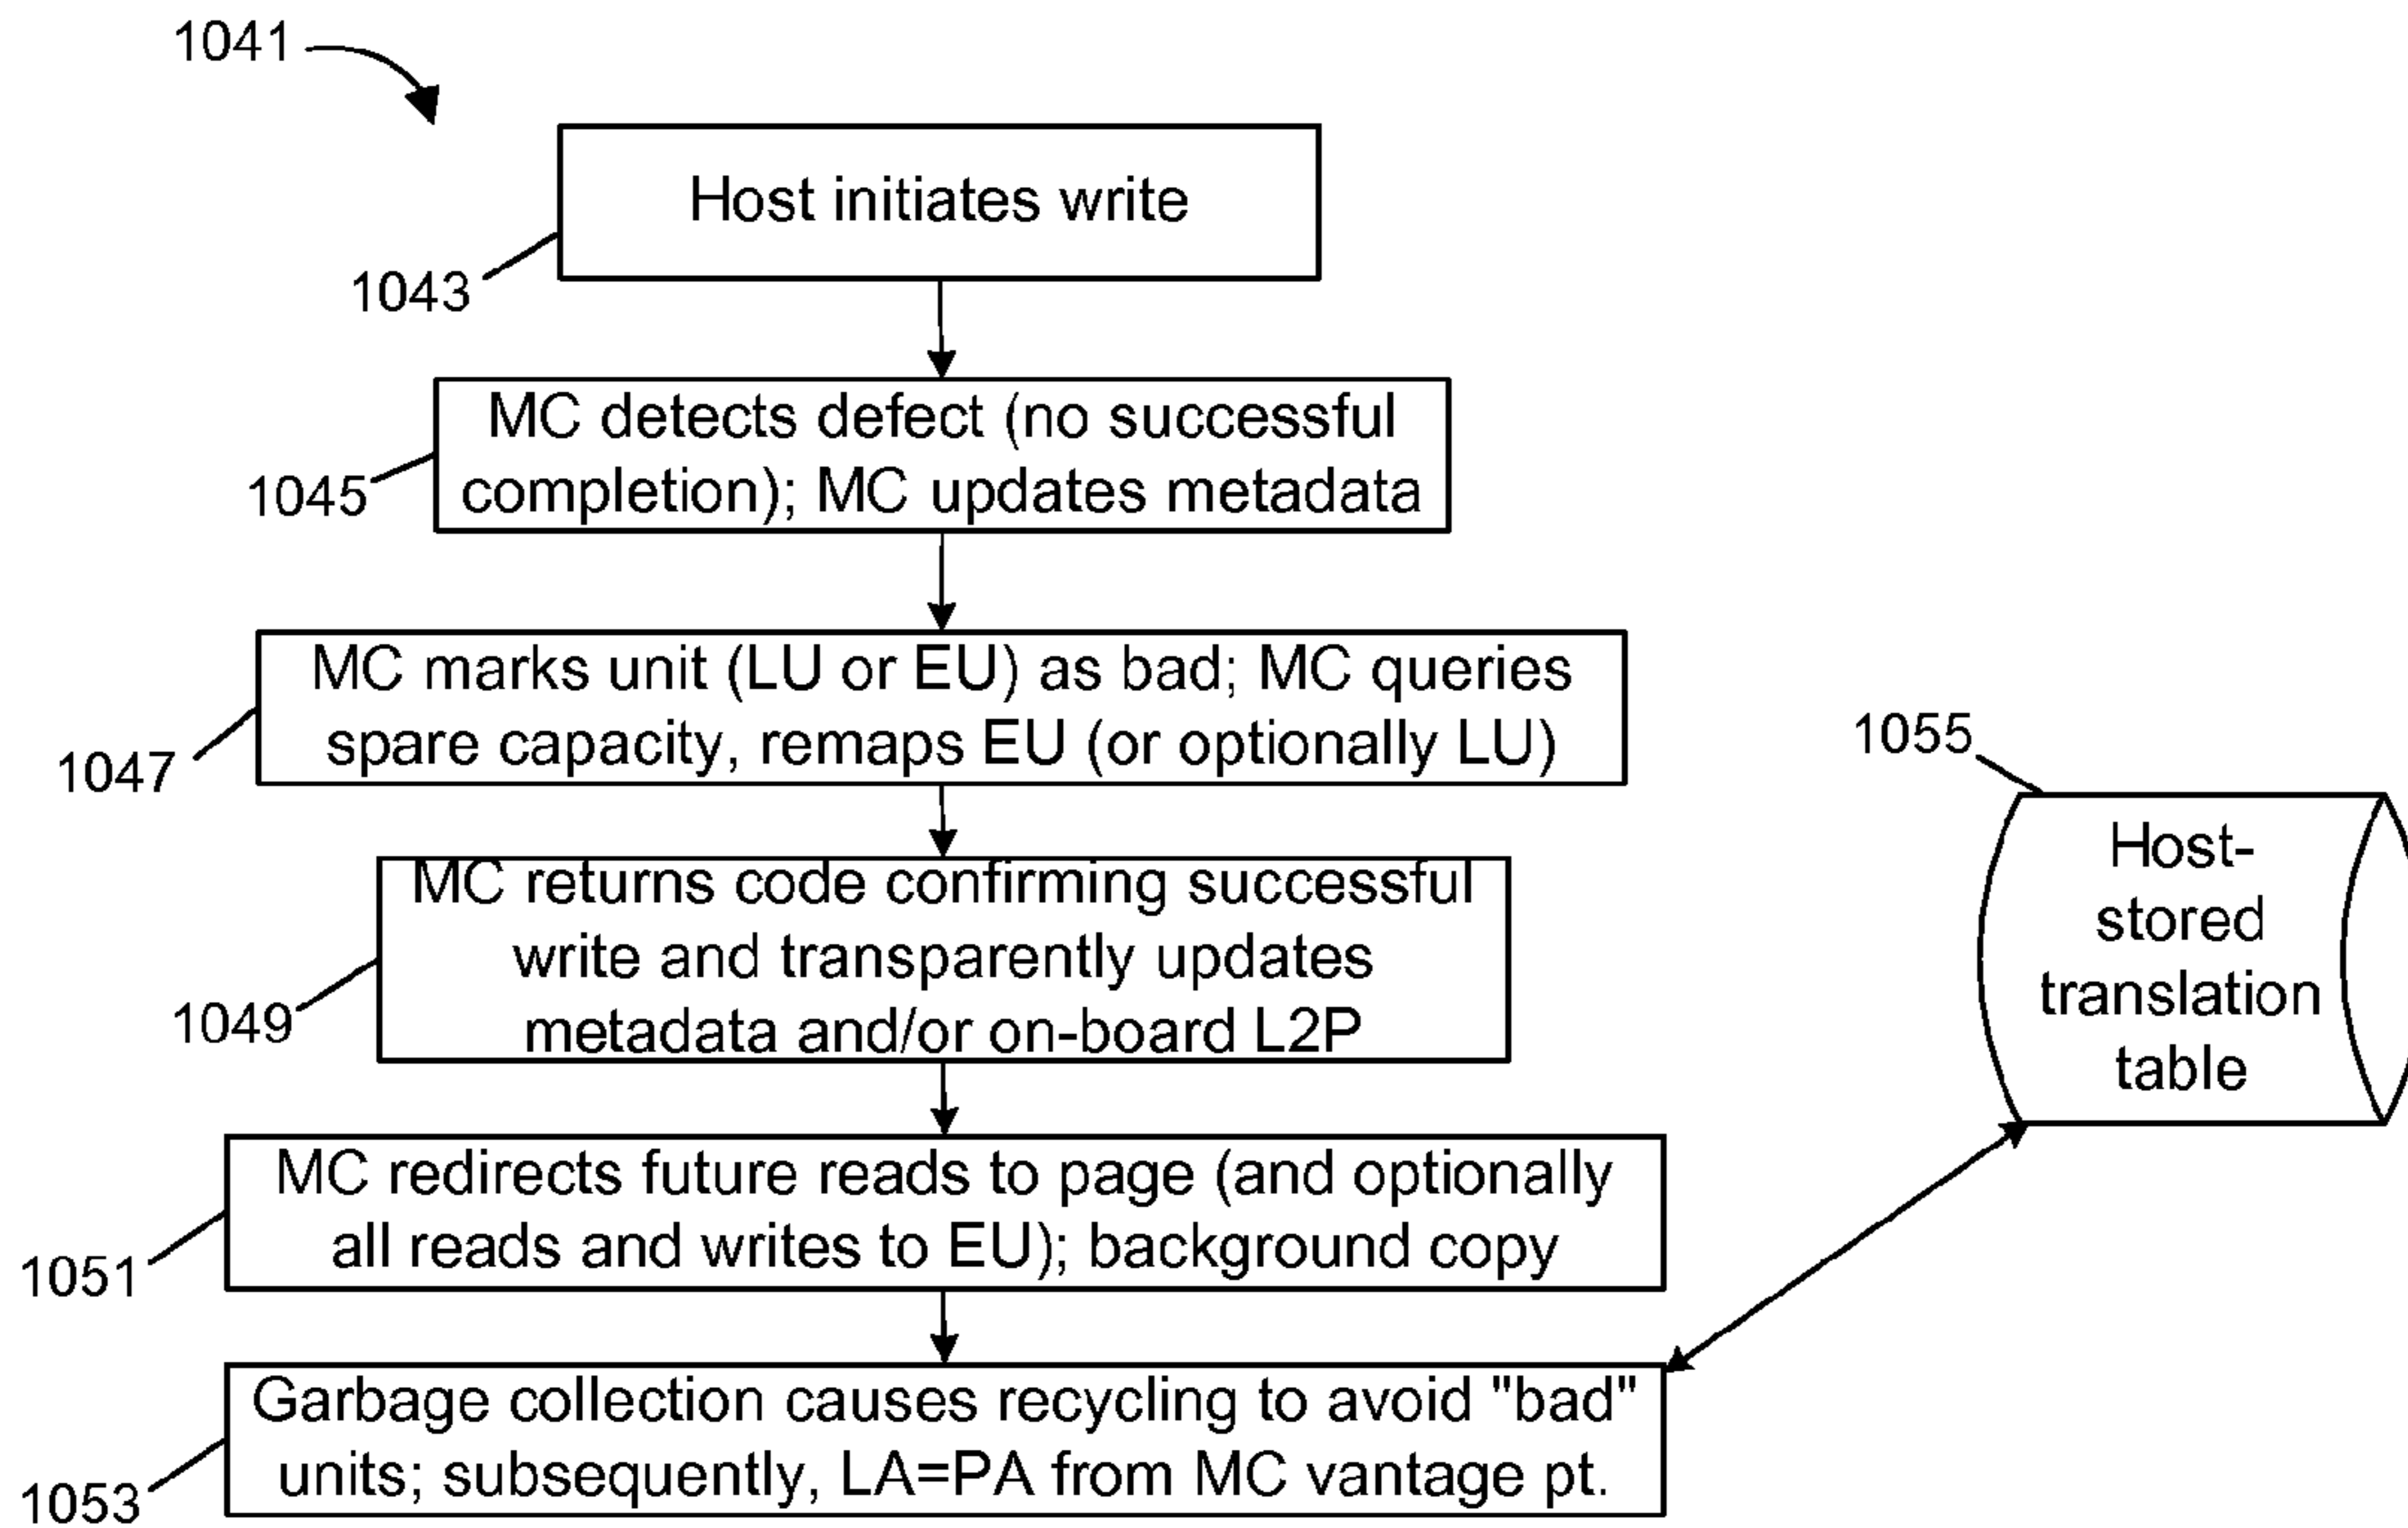 1041
Host initiates write
1043
MC detects defect (no successful
completion); MC updates metadata
1045
MC marks unit (LU or EU) as bad; MC queries
spare capacity, remaps EU (or optionally LU)
1047
1055
Host-
stored
translation
table
MC returns code confirming successful
write and transparently updates
metadata and/or on-board L2P
1049
MC redirects future reads to page (and optionally
all reads and writes to EU); background copy
1051
Garbage collection causes recycling to avoid "bad"
units; subsequently, LA=PA from MC vantage pt.
1053